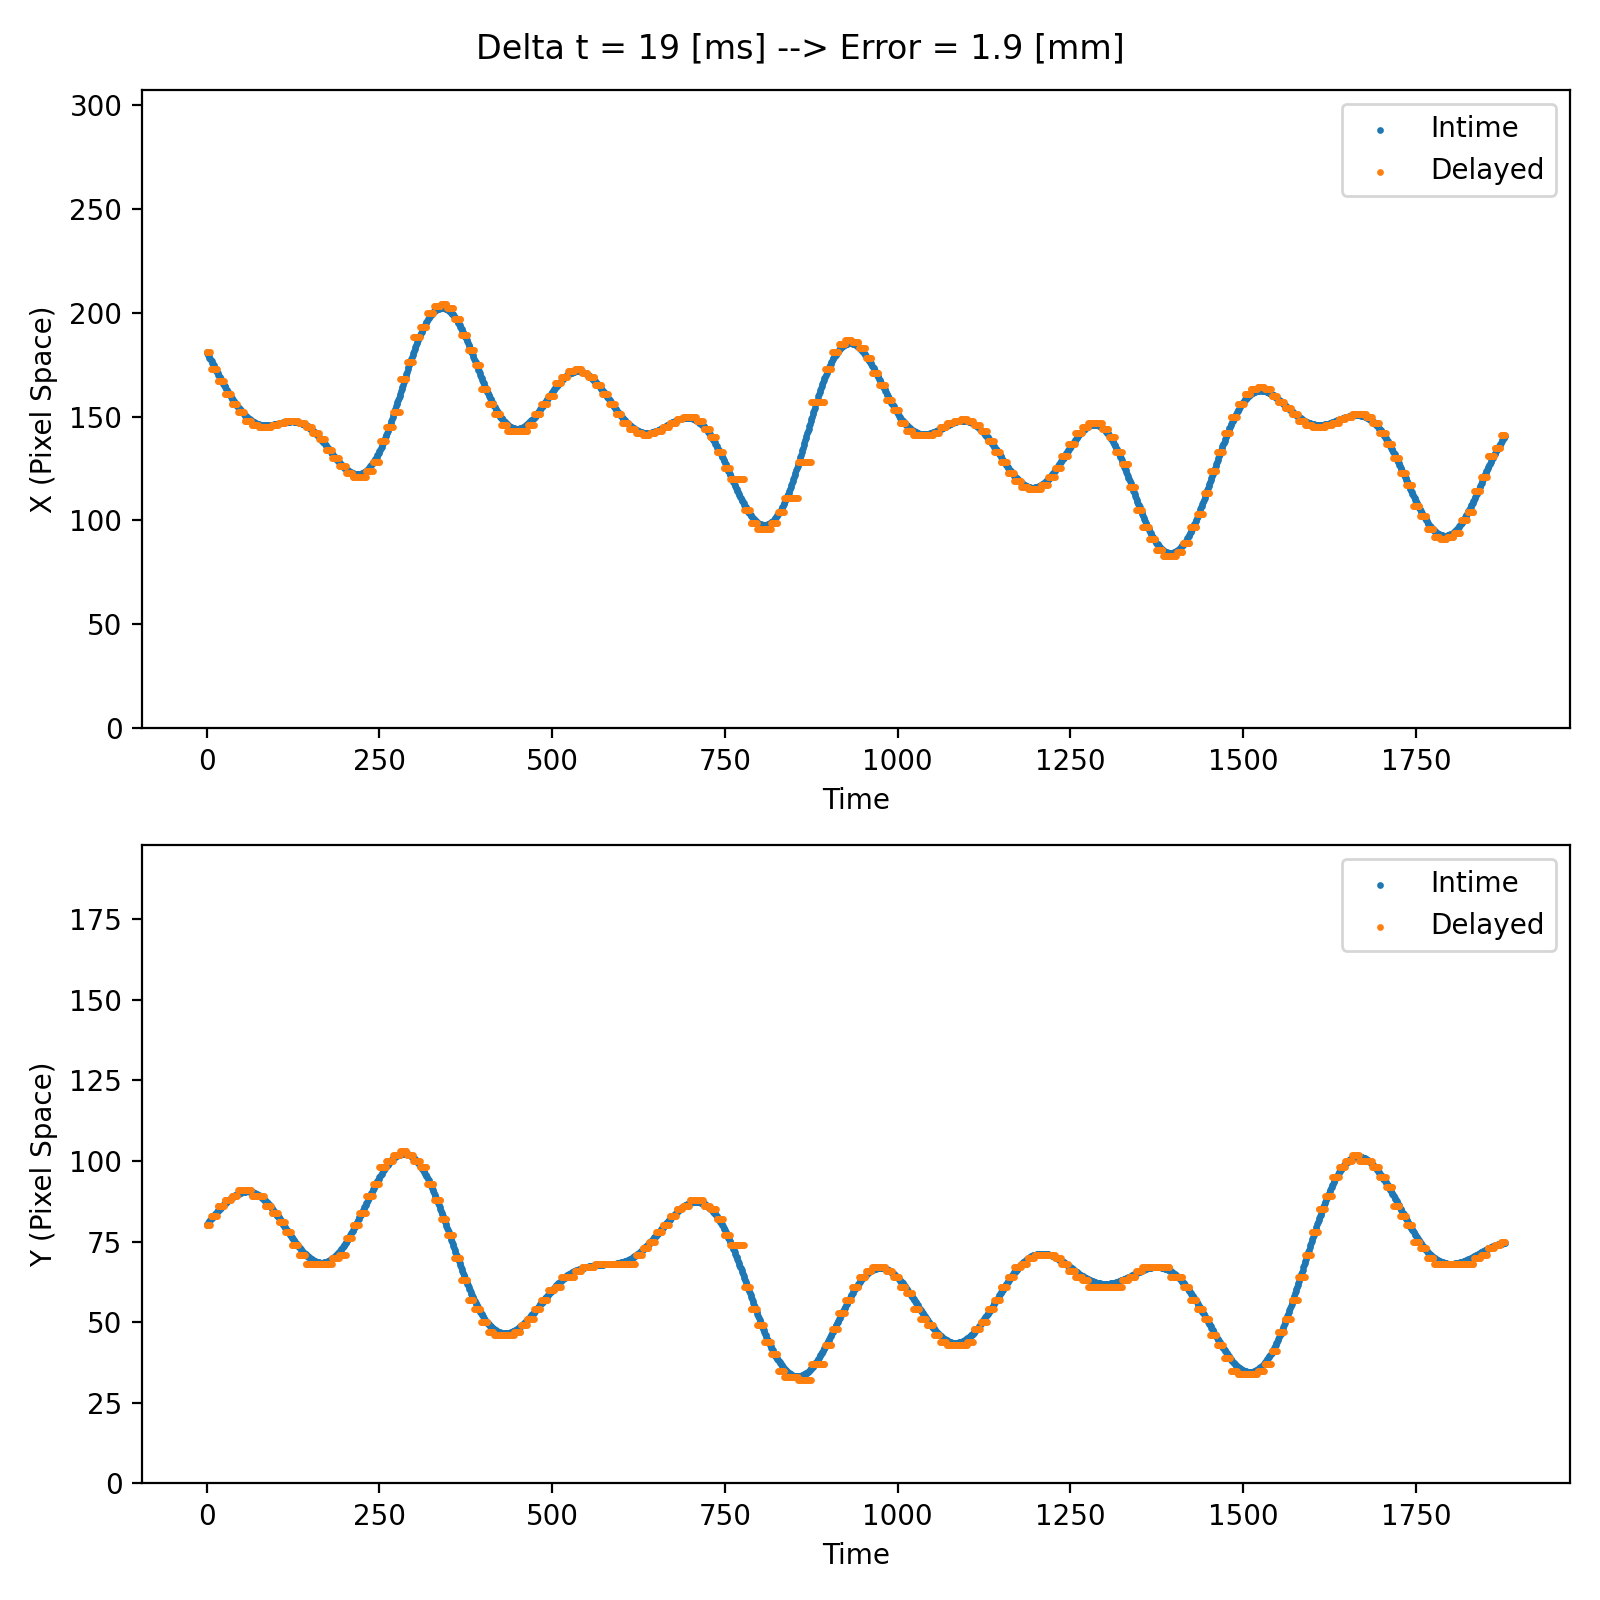 Delta t = 19 [ms] --> Error = 1.9 [mm]
300
250
200
150
100
50
0
X (Pixel Space)
Intime
Delayed
0 250 500 750 1000 1250 1500 1750
Time
175
150
125
100
75
50
25
0
Y (Pixel Space)
Intime
Delayed
0 250 500 750 1000 1250 1500 1750
Time